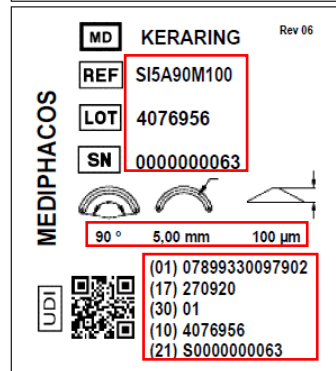 MD KERARING Rev 06
REF SI5A90M100
LOT 4076956
SN 0000000063
MEDIPHACOS
90 ° 5,00 mm 100 µm
UDI
(01) 07899330097902
(17) 270920
(30) 01
(10) 4076956
(21) S0000000063